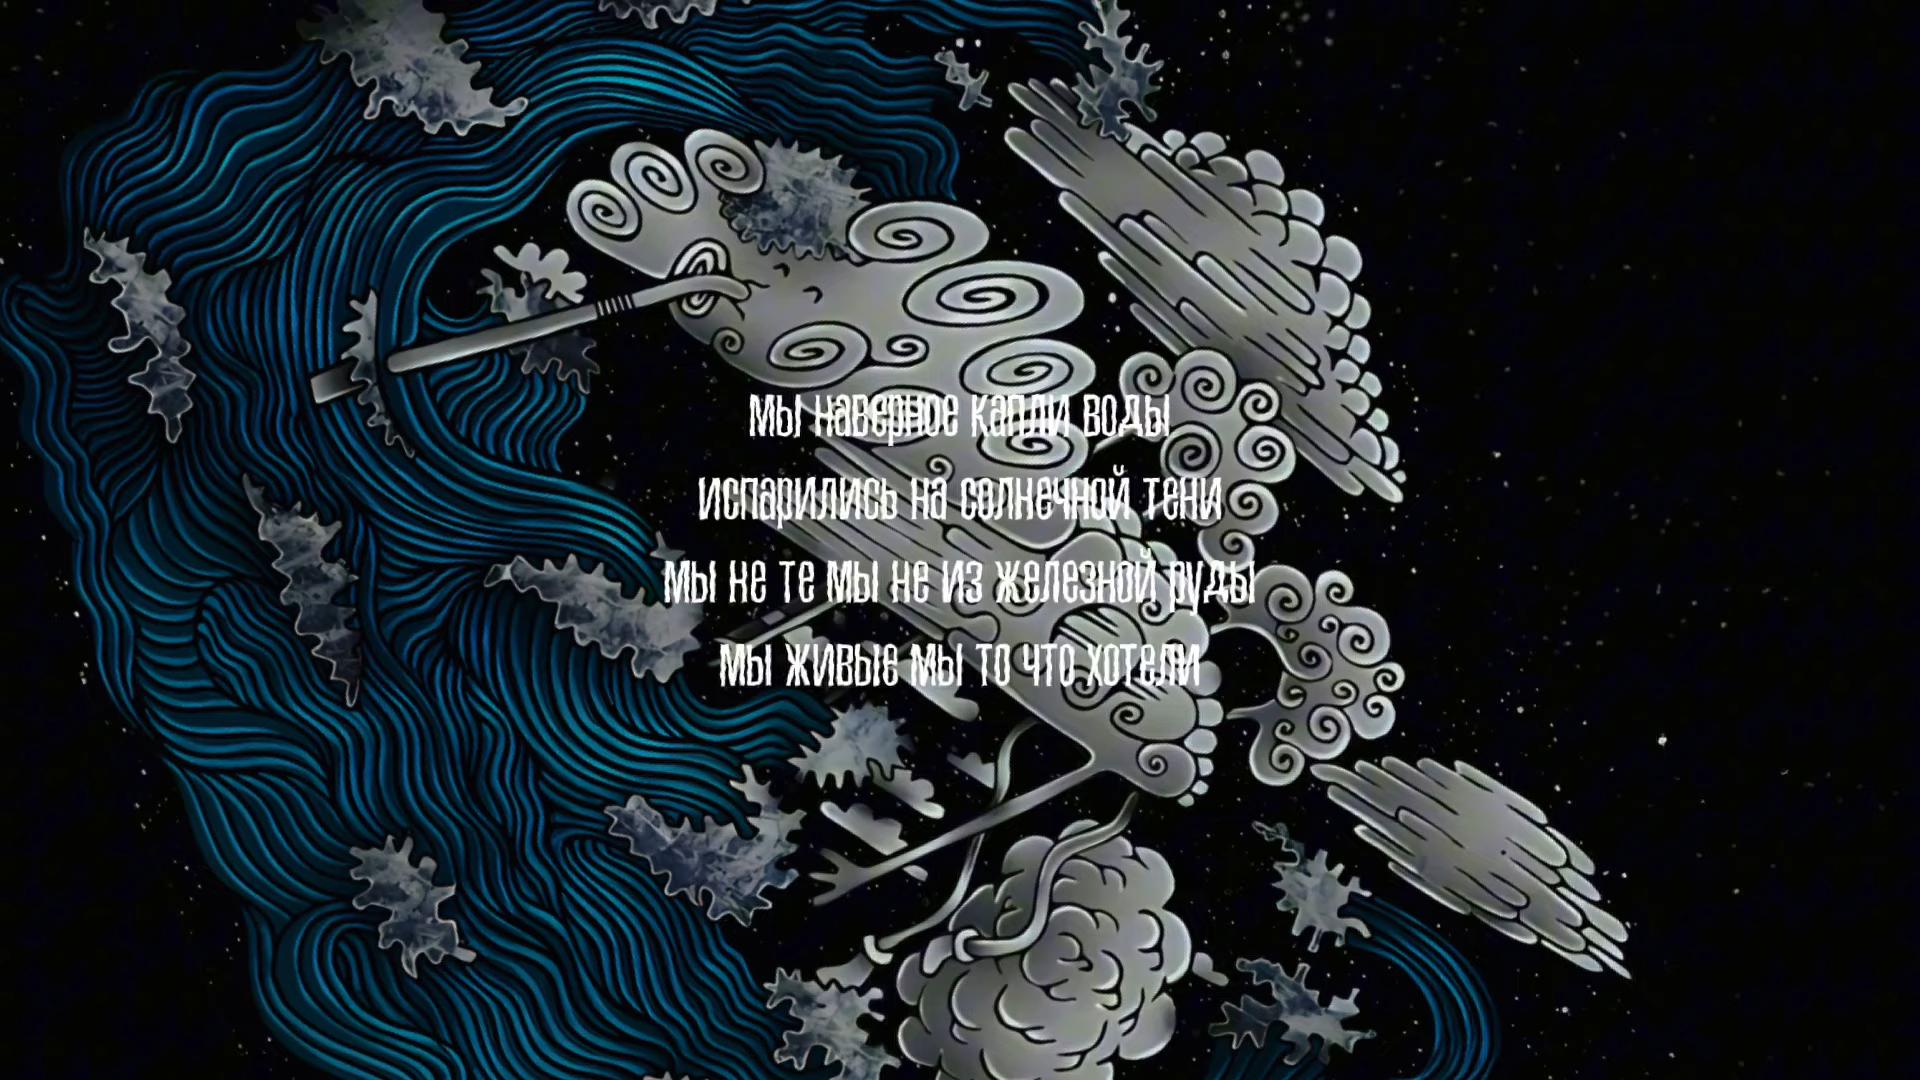 мы наверное капли воды
испарились на солнечной тени
мы не те мы не из железной руды
мы живые мы то что хотели